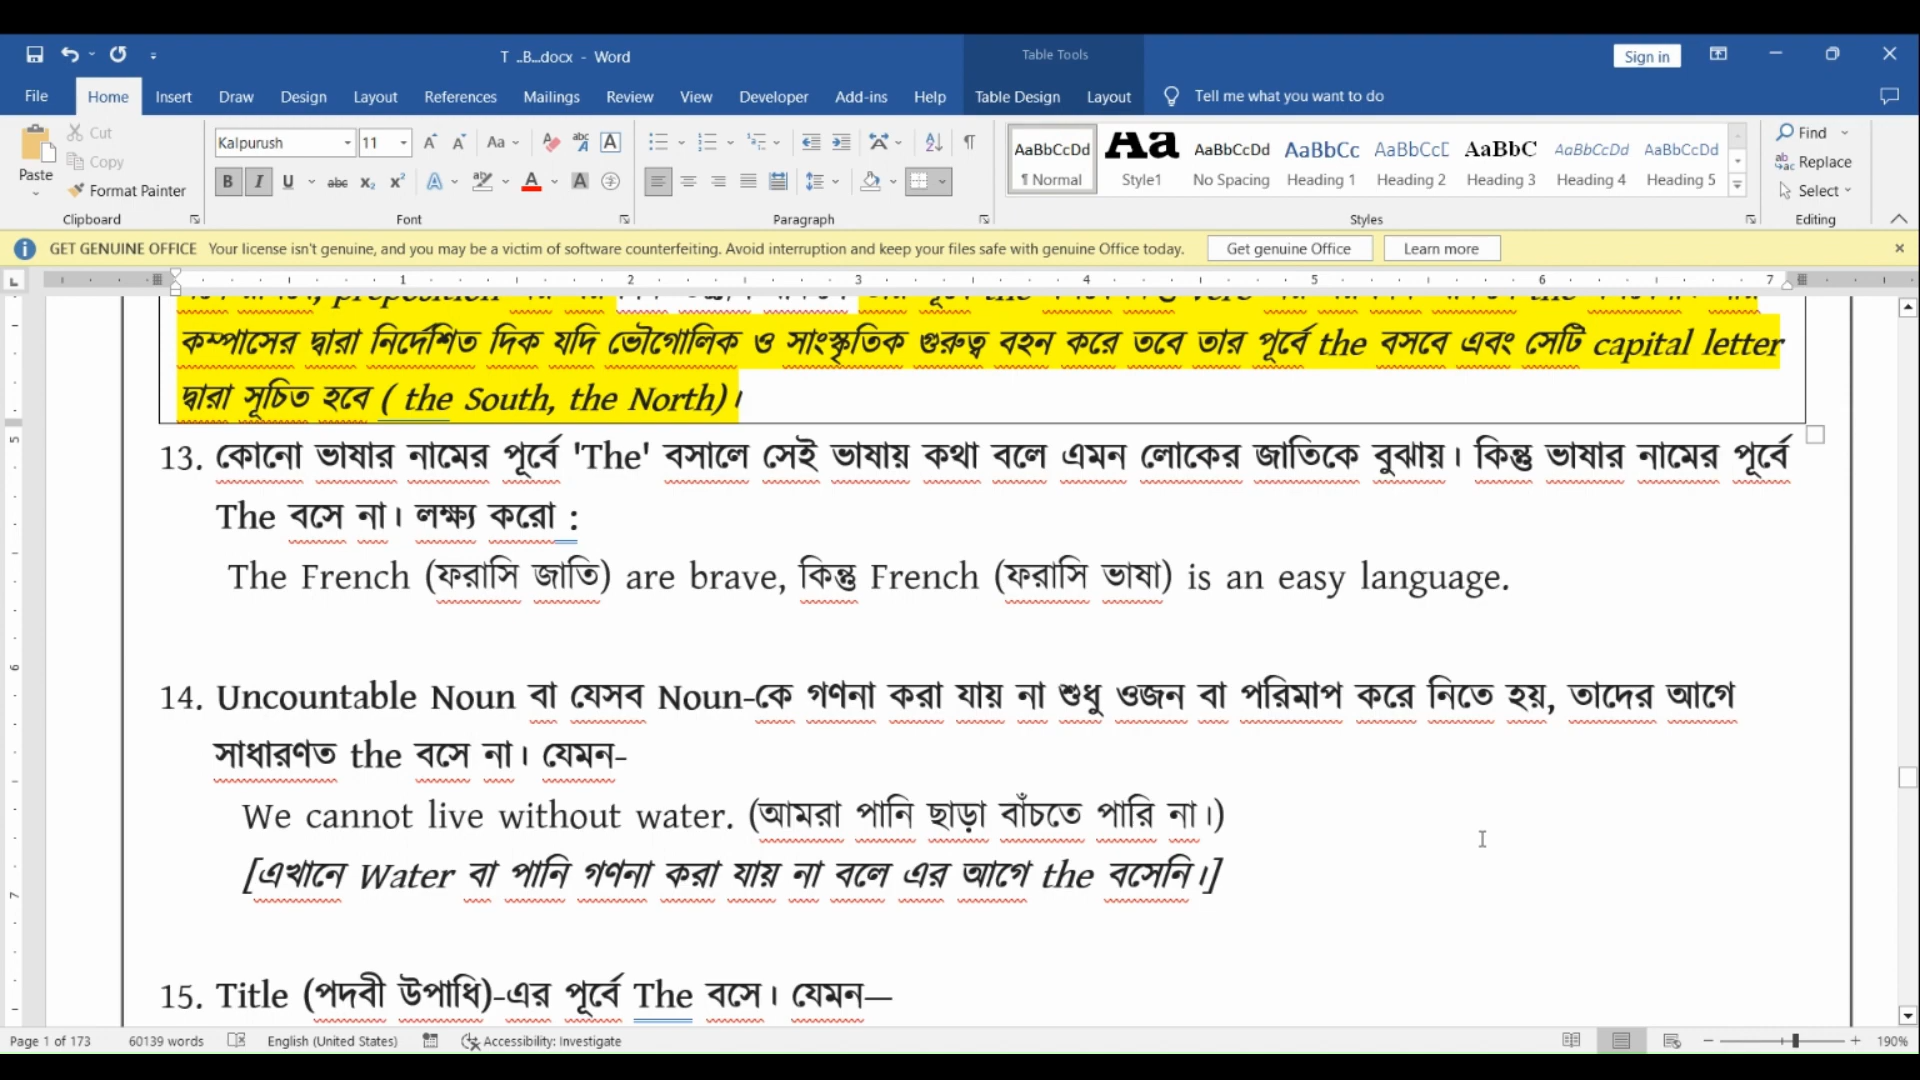 T ..B...docx - Word
Table Tools
Sign in
File Home Insert Draw Design Layout References Mailings Review View Developer Add-ins Help Table Design Layout Tell me what you want to do
Paste
Cut
Copy
Format Painter
Clipboard
Kalpurush 11
Font
Paragraph
AaBbCcDd AaBbCcDd AaBbCc AaBbCcD AaBbC AaBbCcDd AaBbCcDd
¶ Normal Style1 No Spacing Heading 1 Heading 2 Heading 3 Heading 4 Heading 5
Styles
Find
Replace
Select
Editing
GET GENUINE OFFICE Your license isn't genuine, and you may be a victim of software counterfeiting. Avoid interruption and keep your files safe with genuine Office today. Get genuine Office Learn more
1 2 3 4 5 6 7
কম্পাসের দ্বারা নির্দেশিত দিক যদি ভৌগোলিক ও সাংস্কৃতিক গুরুত্ব বহন করে তবে তার পূর্বে the বসবে এবং সেটি capital letter
দ্বারা সূচিত হবে ( the South, the North)।
13. কোনো ভাষার নামের পূর্বে 'The' বসালে সেই ভাষায় কথা বলে এমন লোকের জাতিকে বুঝায়। কিন্তু ভাষার নামের পূর্বে
The বসে না। লক্ষ্য করো :
The French (ফরাসি জাতি) are brave, কিন্তু French (ফরাসি ভাষা) is an easy language.
14. Uncountable Noun বা যেসব Noun-কে গণনা করা যায় না শুধু ওজন বা পরিমাপ করে নিতে হয়, তাদের আগে
সাধারণত the বসে না। যেমন-
We cannot live without water. (আমরা পানি ছাড়া বাঁচতে পারি না।)
[এখানে Water বা পানি গণনা করা যায় না বলে এর আগে the বসেনি।]
15. Title (পদবী উপাধি)-এর পূর্বে The বসে। যেমন—
Page 1 of 173 60139 words English (United States) Accessibility: Investigate 190%